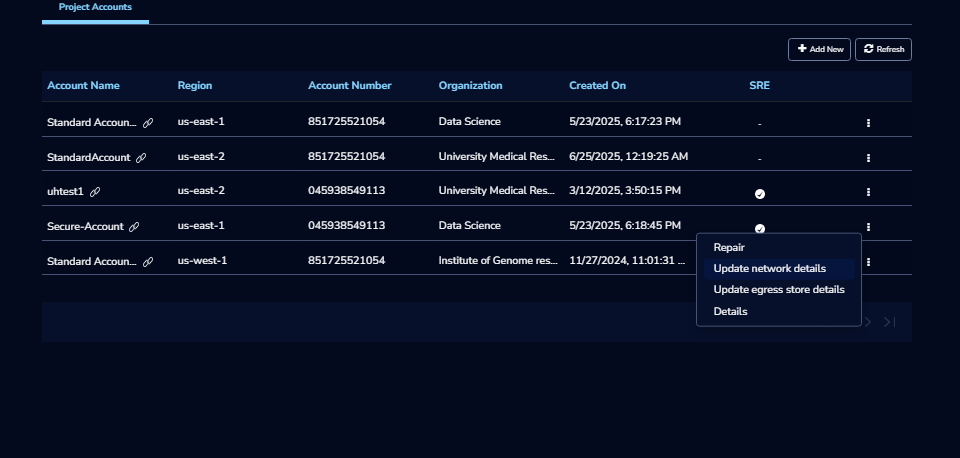 Project Accounts
Add New Refresh
Account Name Region Account Number Organization Created On SRE
Standard Accoun... us-east-1 851725521054 Data Science 5/23/2025, 6:17:23 PM -
StandardAccount us-east-2 851725521054 University Medical Res... 6/25/2025, 12:19:25 AM -
uhtest1 us-east-2 045938549113 University Medical Res... 3/12/2025, 3:50:15 PM
Secure-Account us-east-1 045938549113 Data Science 5/23/2025, 6:18:45 PM
Standard Accoun... us-west-1 851725521054 Institute of Genome res... 11/27/2024, 11:01:31 ...
Repair
Update network details
Update egress store details
Details